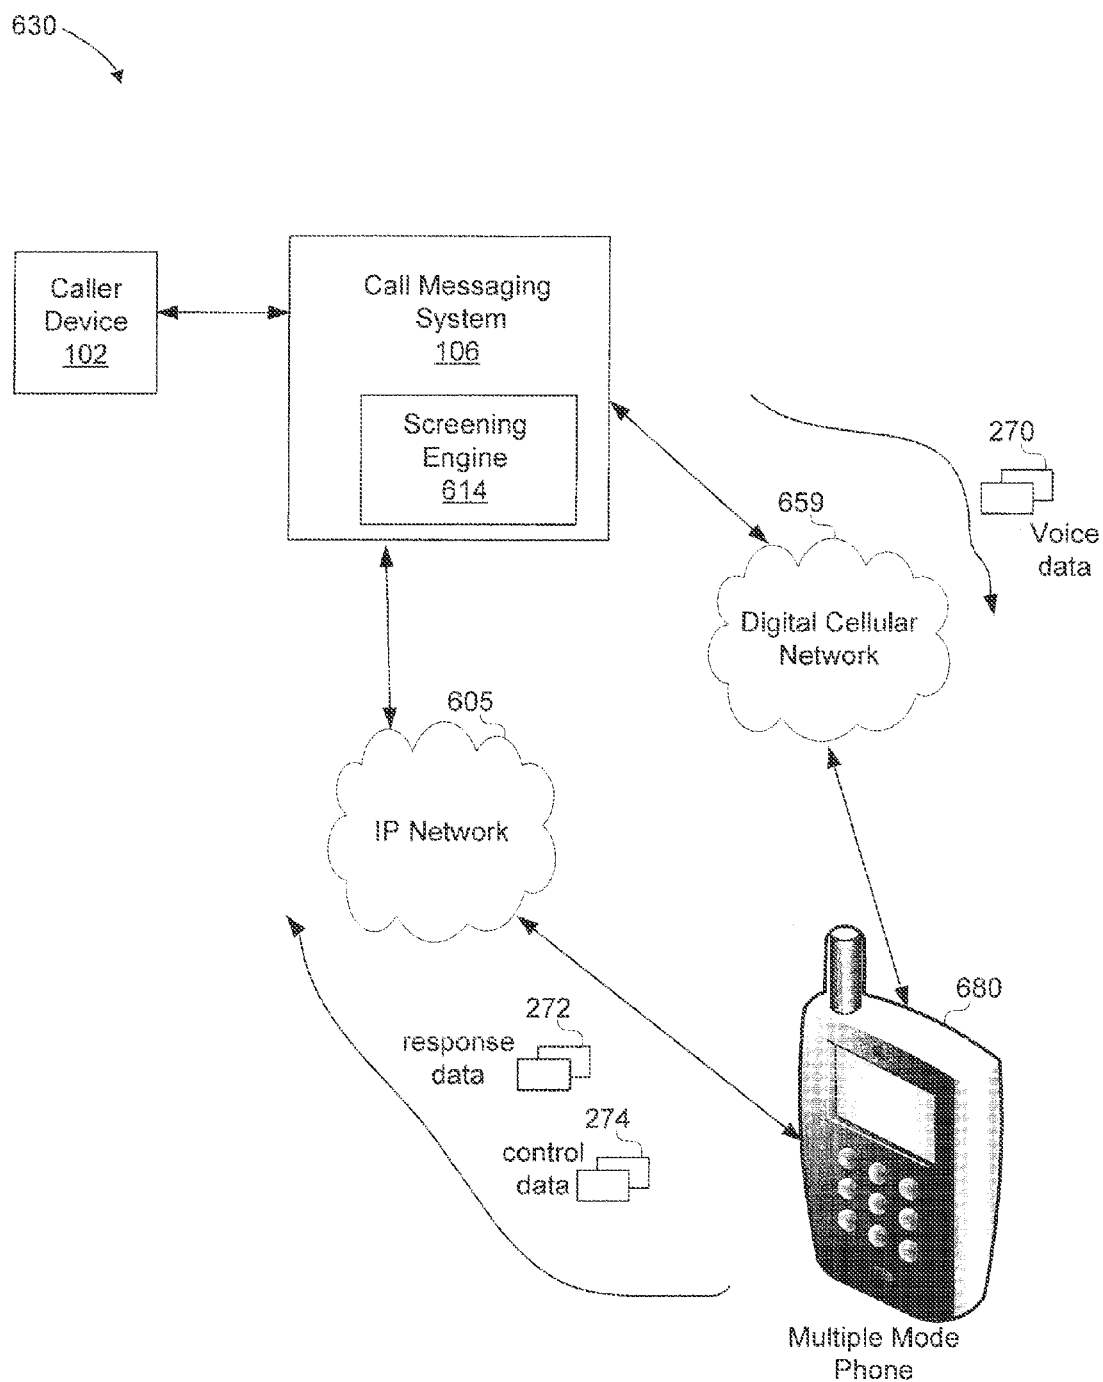 630
Caller
Device
102
Call Messaging
System
106
Screening
Engine
614
270
Voice
data
659
Digital Cellular
Network
605
IP Network
680
272
response
data
274
control
data
Multiple Mode
Phone